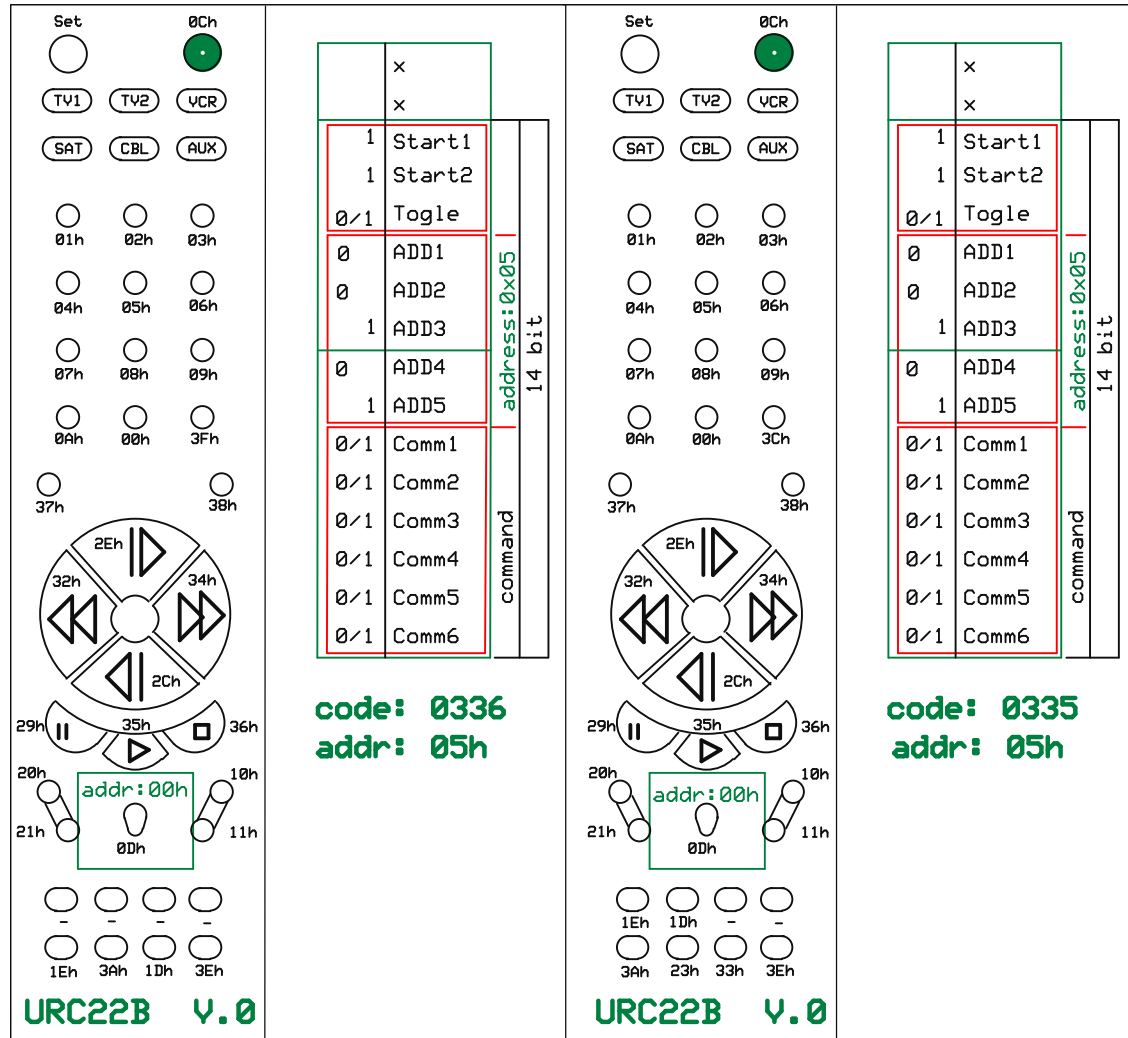 Set 0Ch
TV1 TV2 VCR
SAT CBL AUX
01h 02h 03h
04h 05h 06h
07h 08h 09h
0Ah 00h 3Fh
37h 38h
2Eh
32h 34h
2Ch
29h 35h 36h
20h addr:00h 10h
21h 11h
0Dh
- - - -
1Eh 3Ah 1Dh 3Eh
URC22B V.0
×
×
1 Start1
1 Start2
0/1 Togle
0 ADD1
0 ADD2
1 ADD3
0 ADD4
1 ADD5
0/1 Comm1
0/1 Comm2
0/1 Comm3
0/1 Comm4
0/1 Comm5
0/1 Comm6
address:0x05
command
14 bit
code: 0336
addr: 05h
Set 0Ch
TV1 TV2 VCR
SAT CBL AUX
01h 02h 03h
04h 05h 06h
07h 08h 09h
0Ah 00h 3Ch
37h 38h
2Eh
32h 34h
2Ch
29h 35h 36h
20h addr:00h 10h
21h 11h
0Dh
1Eh 1Dh - -
3Ah 23h 33h 3Eh
URC22B V.0
×
×
1 Start1
1 Start2
0/1 Togle
0 ADD1
0 ADD2
1 ADD3
0 ADD4
1 ADD5
0/1 Comm1
0/1 Comm2
0/1 Comm3
0/1 Comm4
0/1 Comm5
0/1 Comm6
address:0x05
command
14 bit
code: 0335
addr: 05h